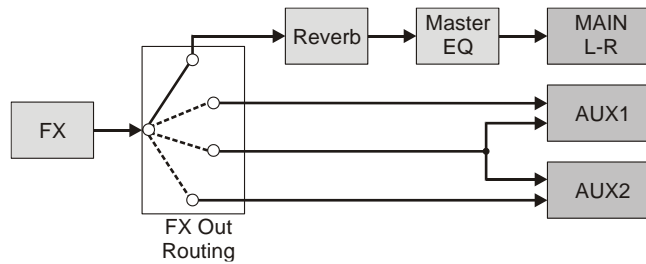 Reverb
Master
EQ
MAIN
L-R
FX
AUX1
AUX2
FX Out
Routing